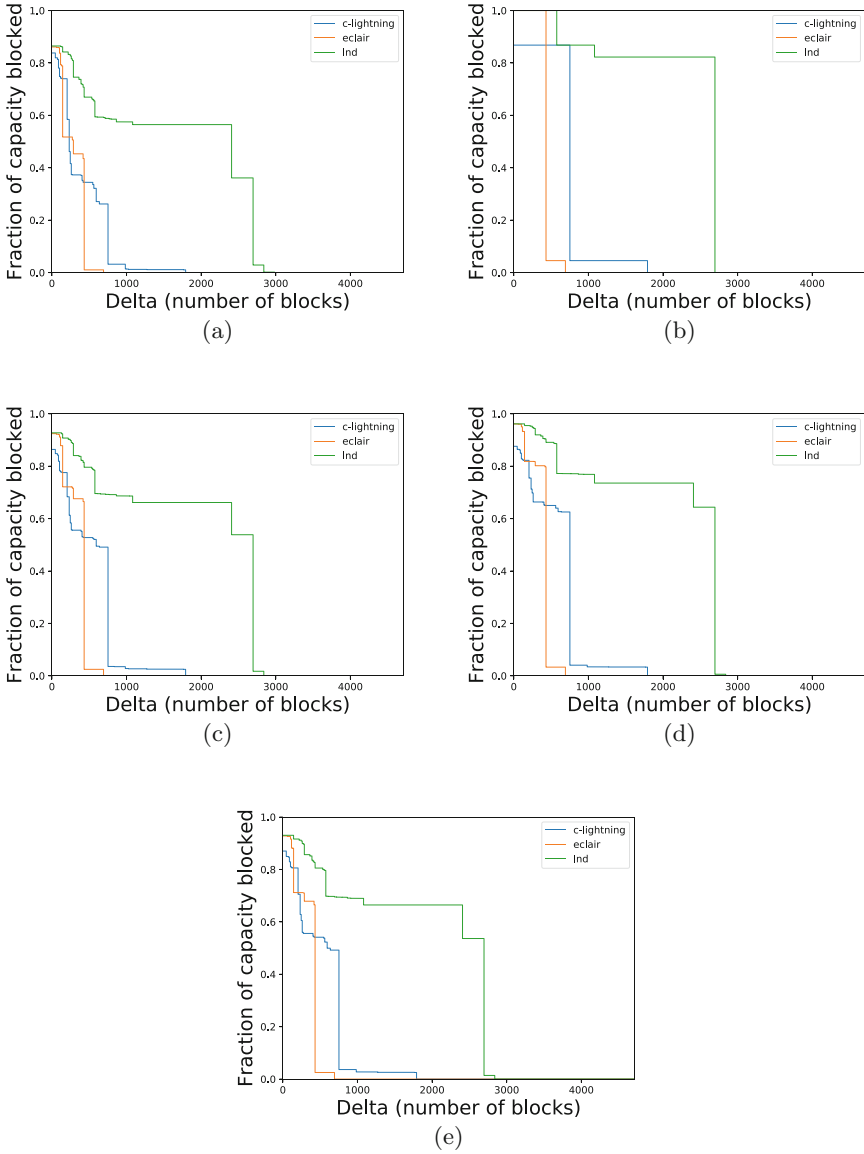 1.0
0.8
0.6
0.4
0.2
0.0
Fraction of capacity blocked
c-lightning
eclair
lnd
0 1000 2000 3000 4000
Delta (number of blocks)
(a)
1.0
0.8
0.6
0.4
0.2
0.0
Fraction of capacity blocked
c-lightning
eclair
lnd
0 1000 2000 3000 4000
Delta (number of blocks)
(b)
1.0
0.8
0.6
0.4
0.2
0.0
Fraction of capacity blocked
c-lightning
eclair
lnd
0 1000 2000 3000 4000
Delta (number of blocks)
(c)
1.0
0.8
0.6
0.4
0.2
0.0
Fraction of capacity blocked
c-lightning
eclair
lnd
0 1000 2000 3000 4000
Delta (number of blocks)
(d)
1.0
0.8
0.6
0.4
0.2
0.0
Fraction of capacity blocked
c-lightning
eclair
lnd
0 1000 2000 3000 4000
Delta (number of blocks)
(e)